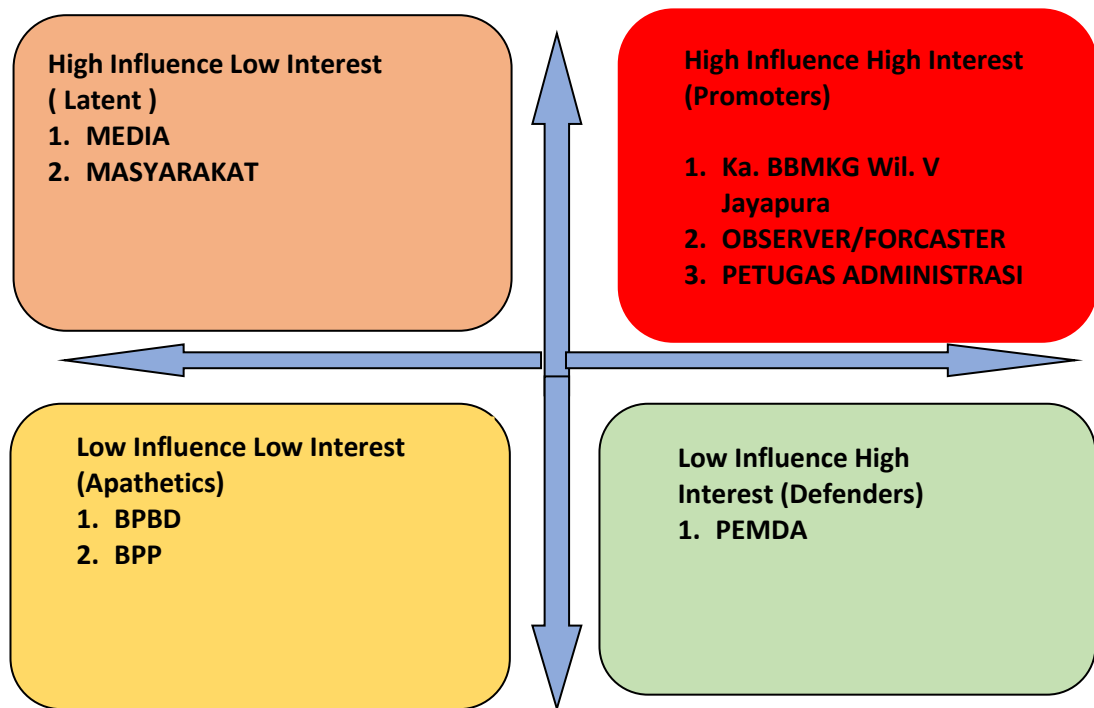 High Influence Low Interest
( Latent )
1. MEDIA
2. MASYARAKAT
High Influence High Interest
(Promoters)
1. Ka. BBMKG Wil. V
Jayapura
2. OBSERVER/FORCASTER
3. PETUGAS ADMINISTRASI
Low Influence Low Interest
(Apathetics)
1. BPBD
2. BPP
Low Influence High
Interest (Defenders)
1. PEMDA